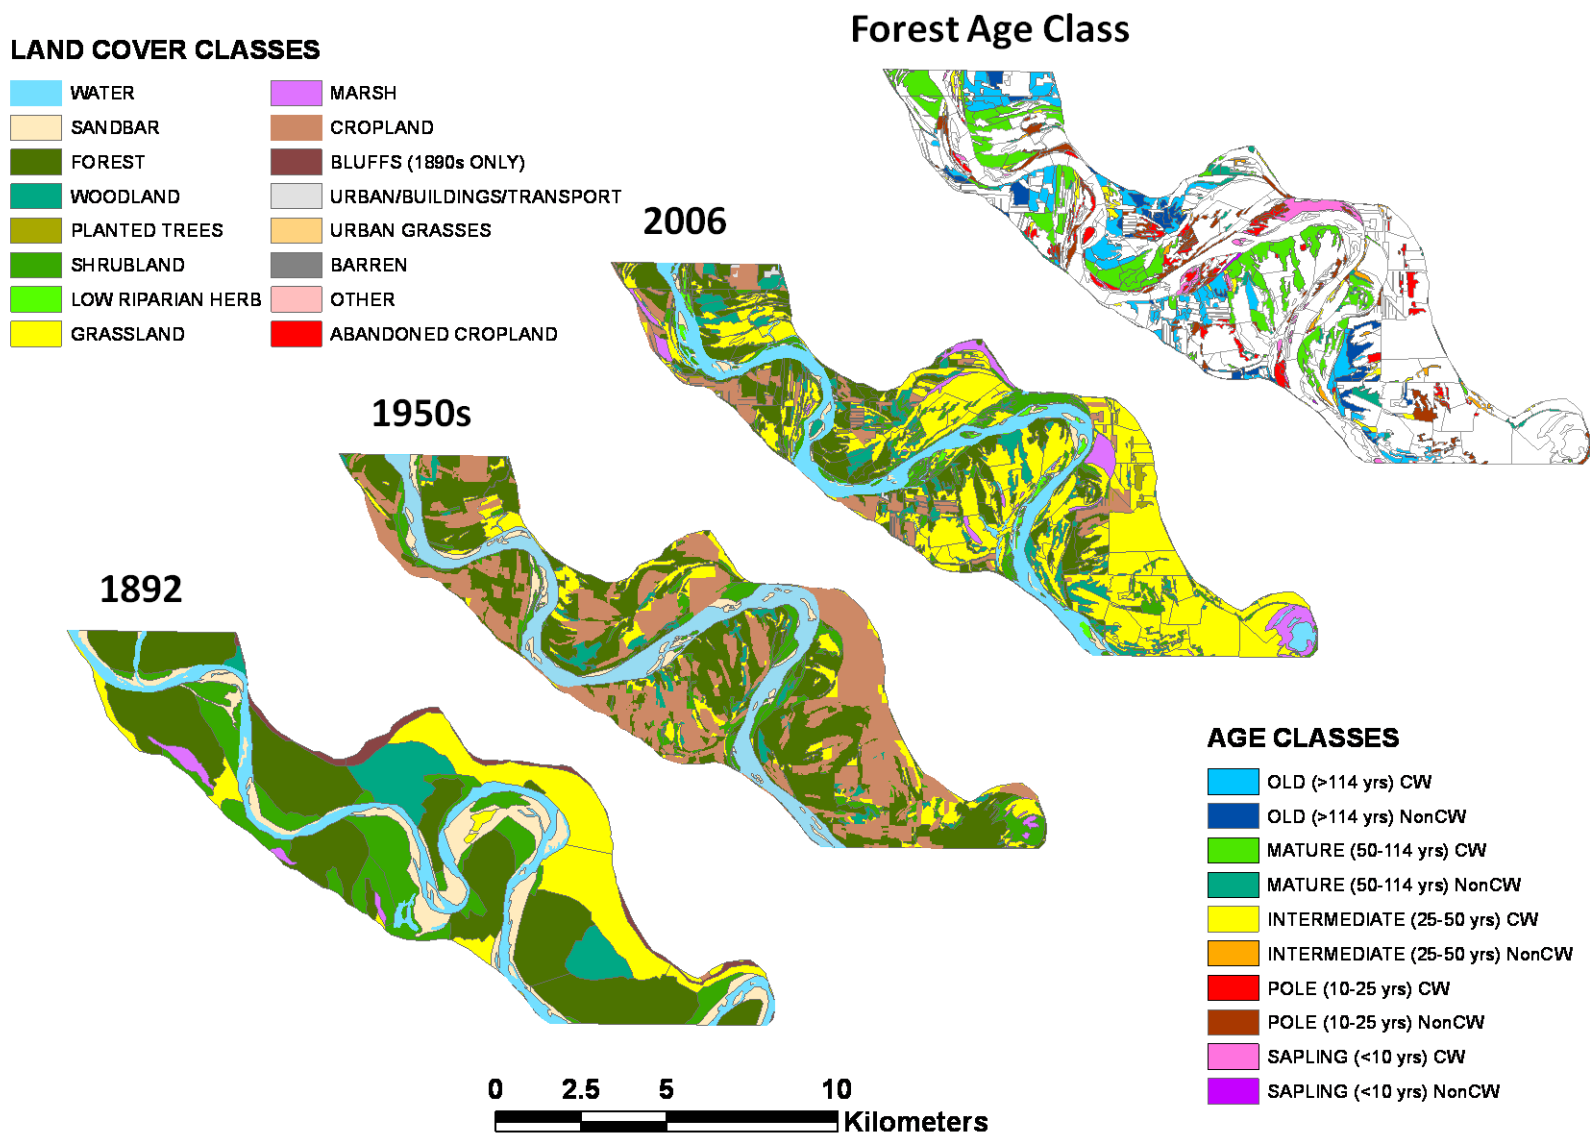 Forest Age Class
LAND COVER CLASSES
WATER
SANDBAR
FOREST
WOODLAND
PLANTED TREES
SHRUBLAND
LOW RIPARIAN HERB
GRASSLAND
MARSH
CROPLAND
BLUFFS (1890s ONLY)
URBAN/BUILDINGS/TRANSPORT
URBAN GRASSES
BARREN
OTHER
ABANDONED CROPLAND
2006
1950s
1892
AGE CLASSES
OLD (>114 yrs) CW
OLD (>114 yrs) NonCW
MATURE (50-114 yrs) CW
MATURE (50-114 yrs) NonCW
INTERMEDIATE (25-50 yrs) CW
INTERMEDIATE (25-50 yrs) NonCW
POLE (10-25 yrs) CW
POLE (10-25 yrs) NonCW
SAPLING (<10 yrs) CW
SAPLING (<10 yrs) NonCW
0 2.5 5 10
Kilometers